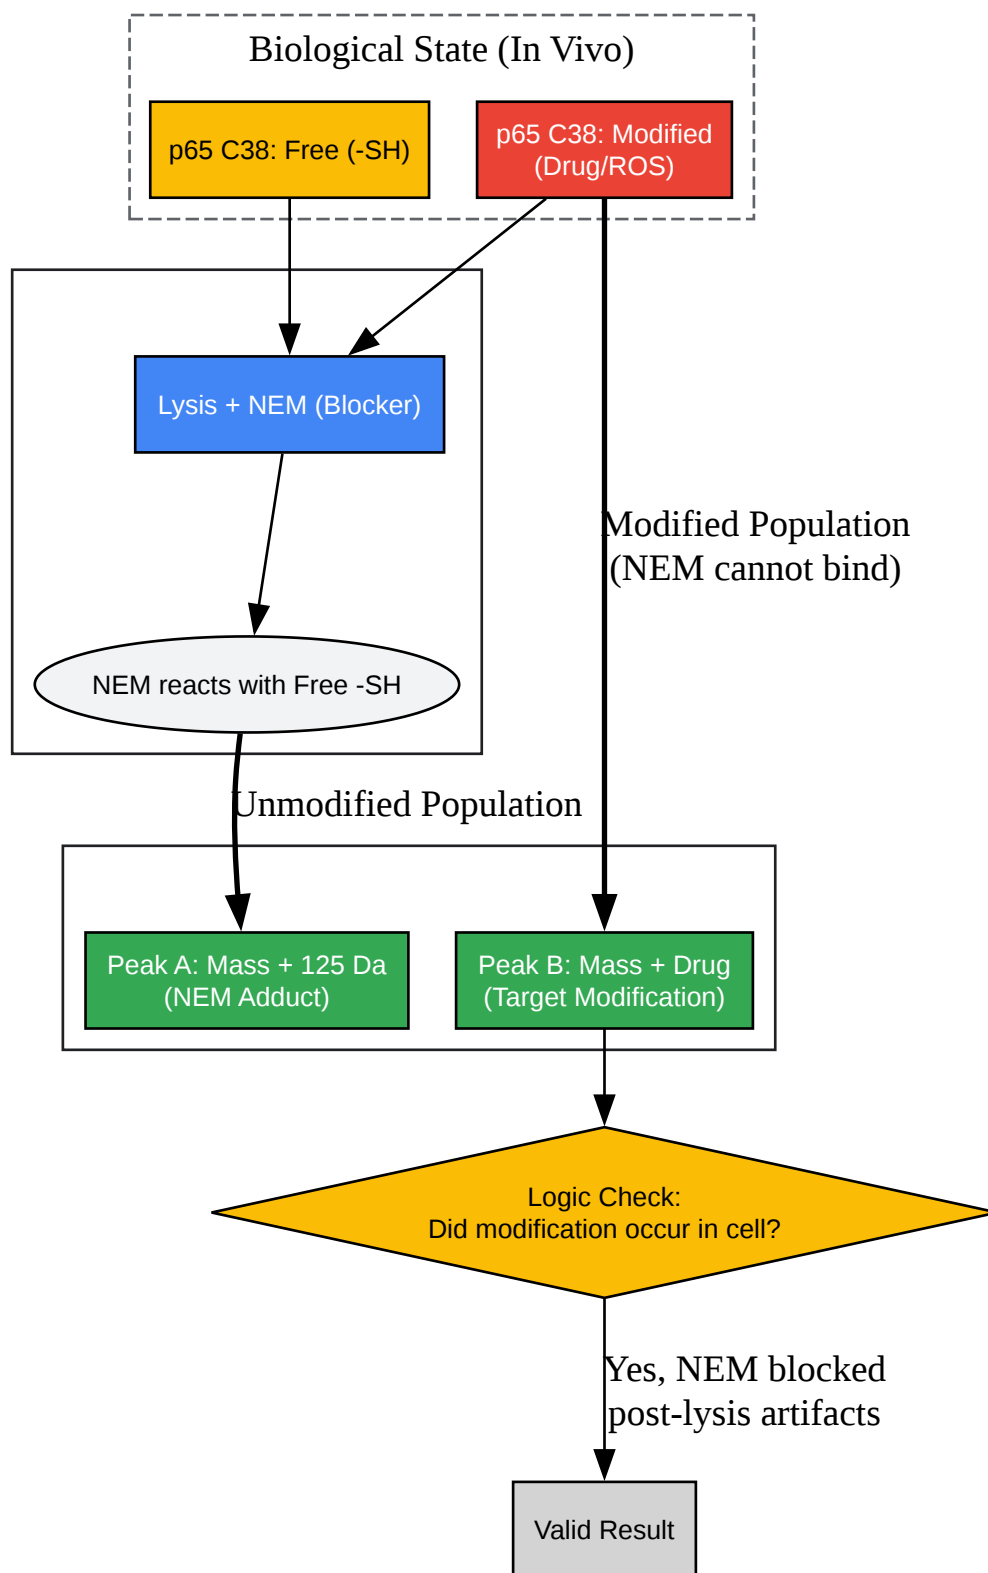 Biological State (In Vivo)
p65 C38: Free (-SH)
p65 C38: Modified
(Drug/ROS)
Lysis + NEM (Blocker)
Modified Population
(NEM cannot bind)
NEM reacts with Free -SH
Unmodified Population
Peak A: Mass + 125 Da
(NEM Adduct)
Peak B: Mass + Drug
(Target Modification)
Logic Check:
Did modification occur in cell?
Yes, NEM blocked
post-lysis artifacts
Valid Result